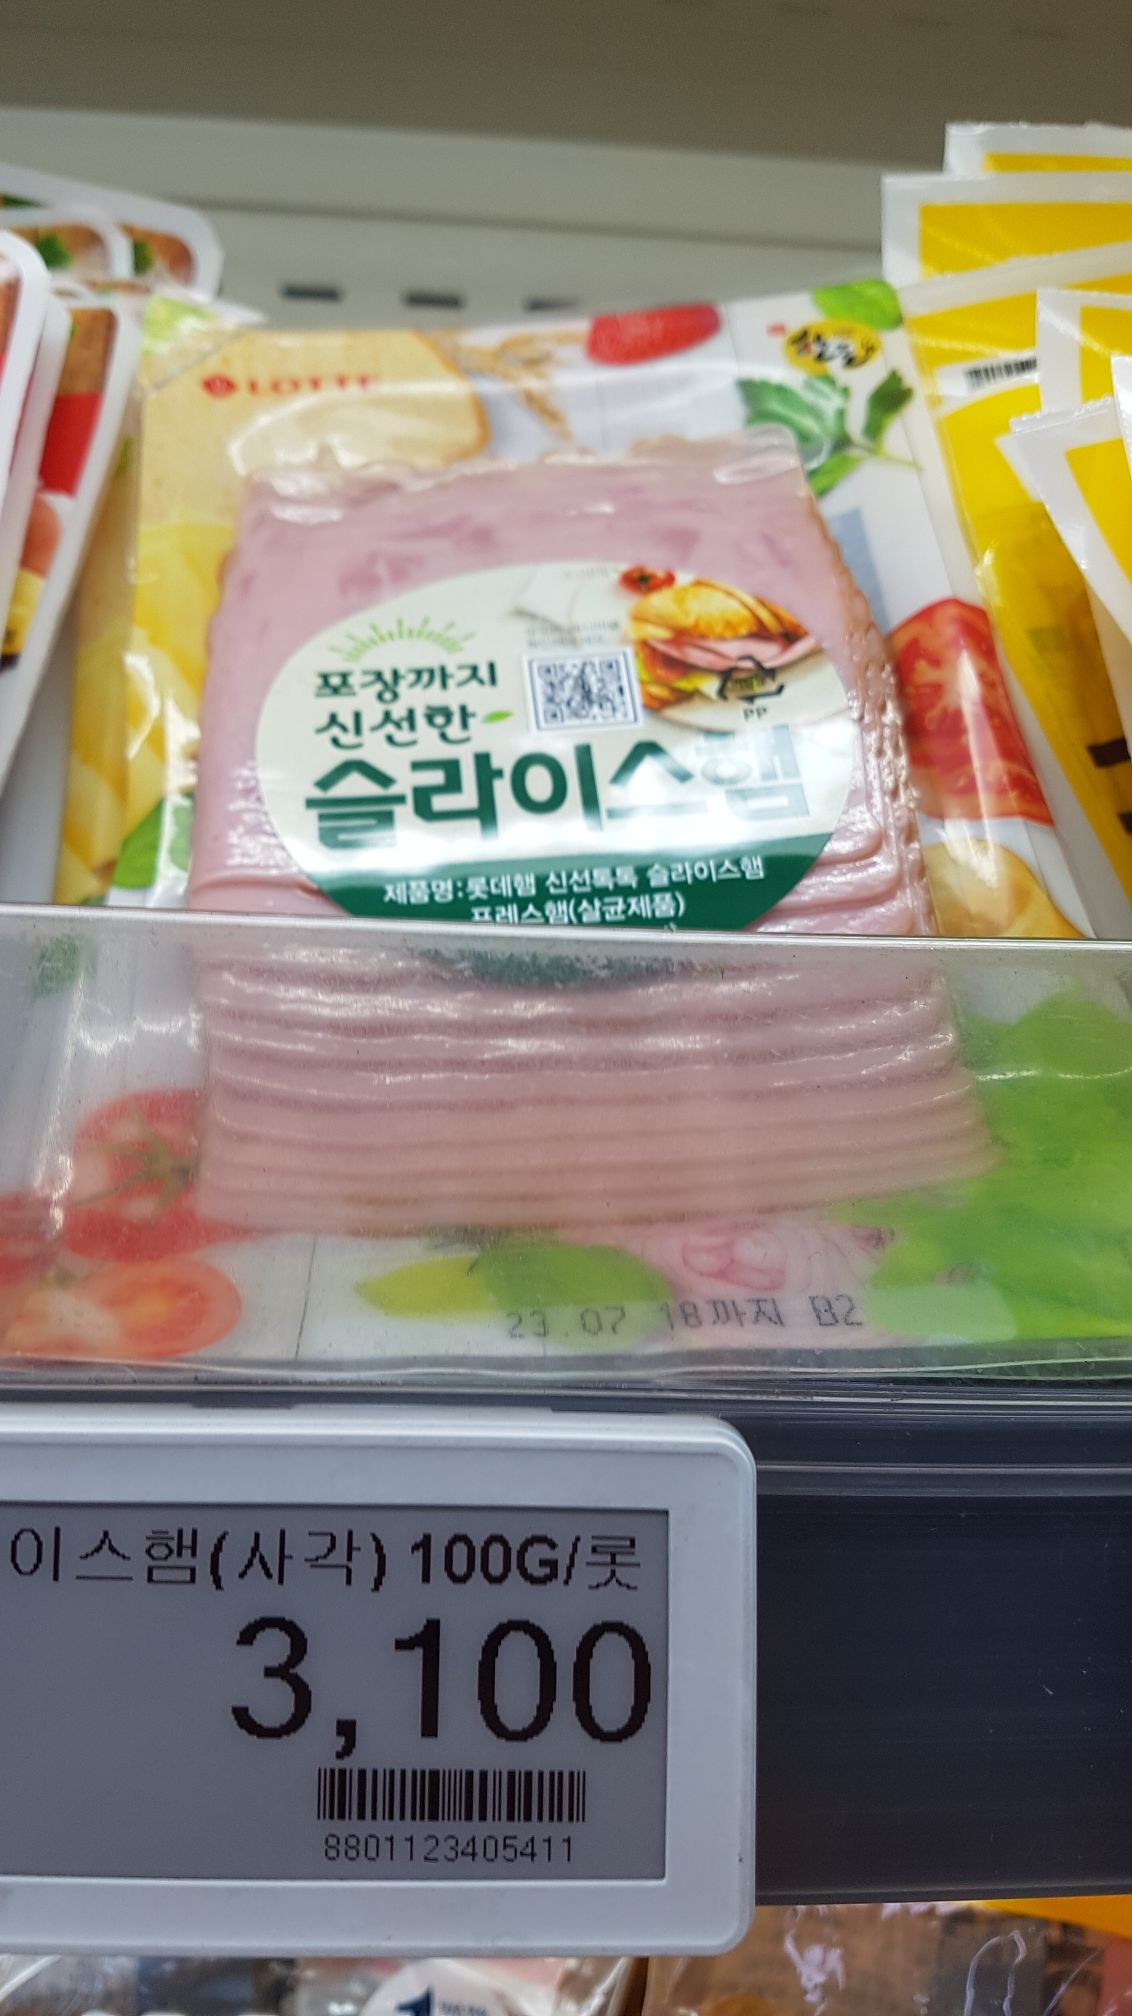 LOTTE
포장까지
신선한
슬라이스햄
PP
제품명:롯데햄 신선톡톡 슬라이스햄
프레스햄(살균제품)
23.07 18까지 B2
이스햄(사각) 100G/롯
3,100
8801123405411